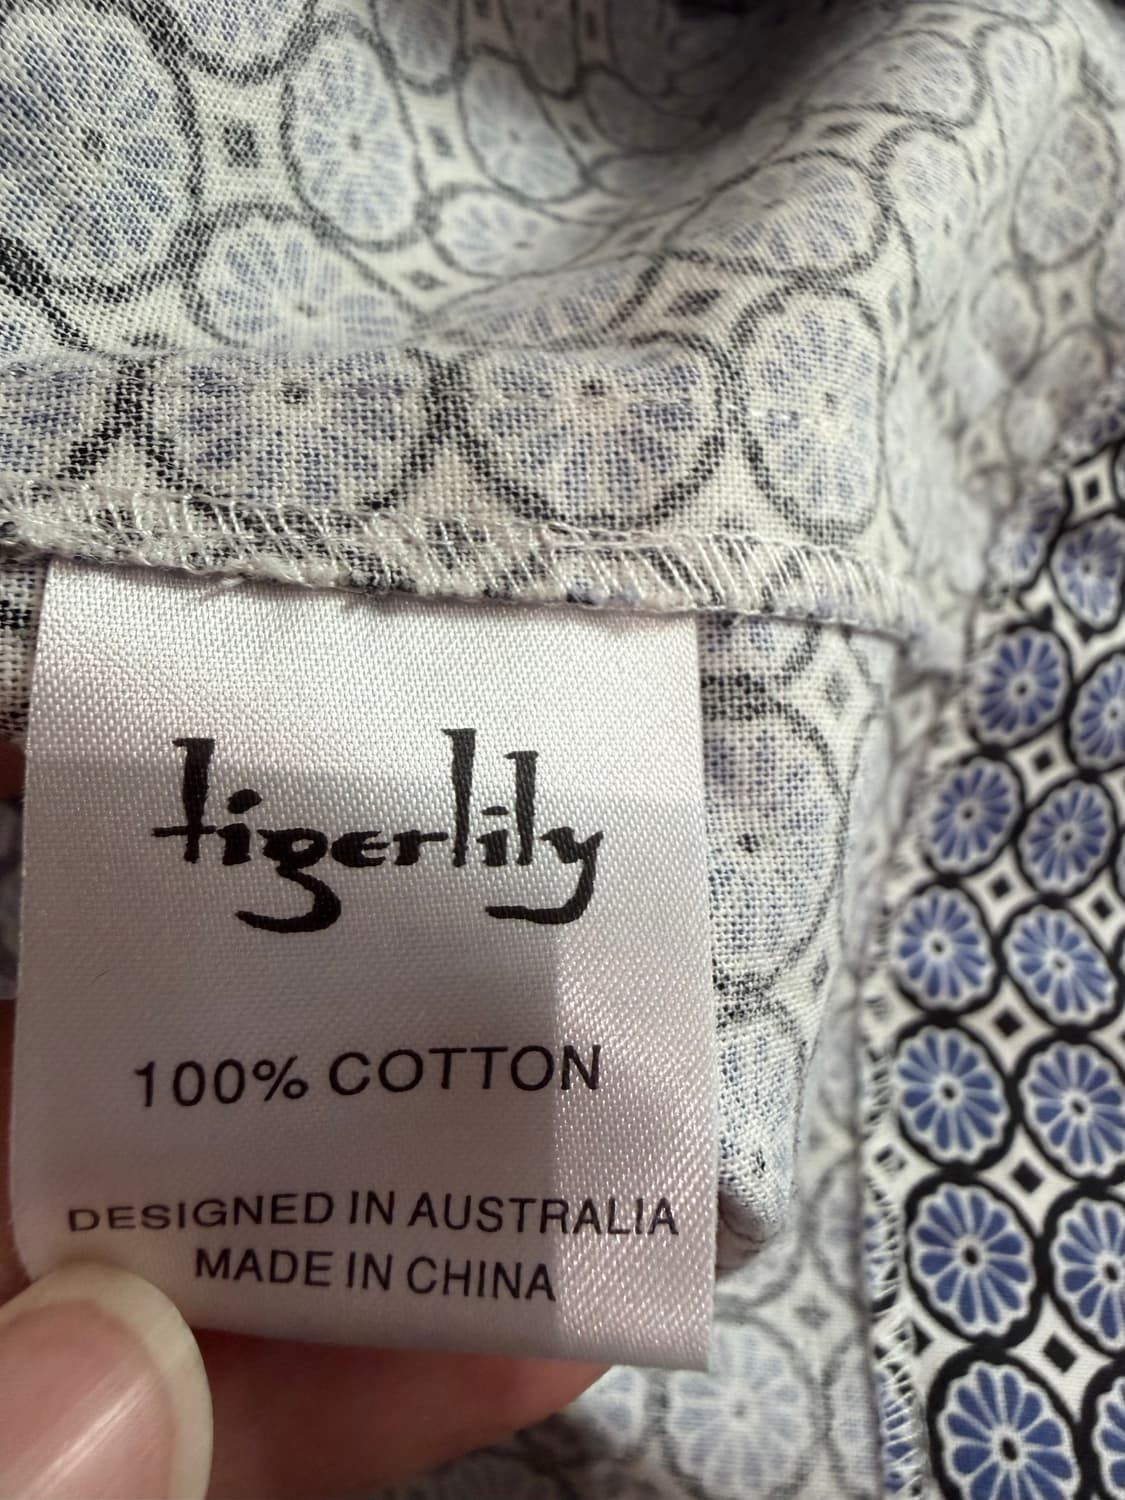 tigerlily
100% COTTON
DESIGNED IN AUSTRALIA
MADE IN CHINA